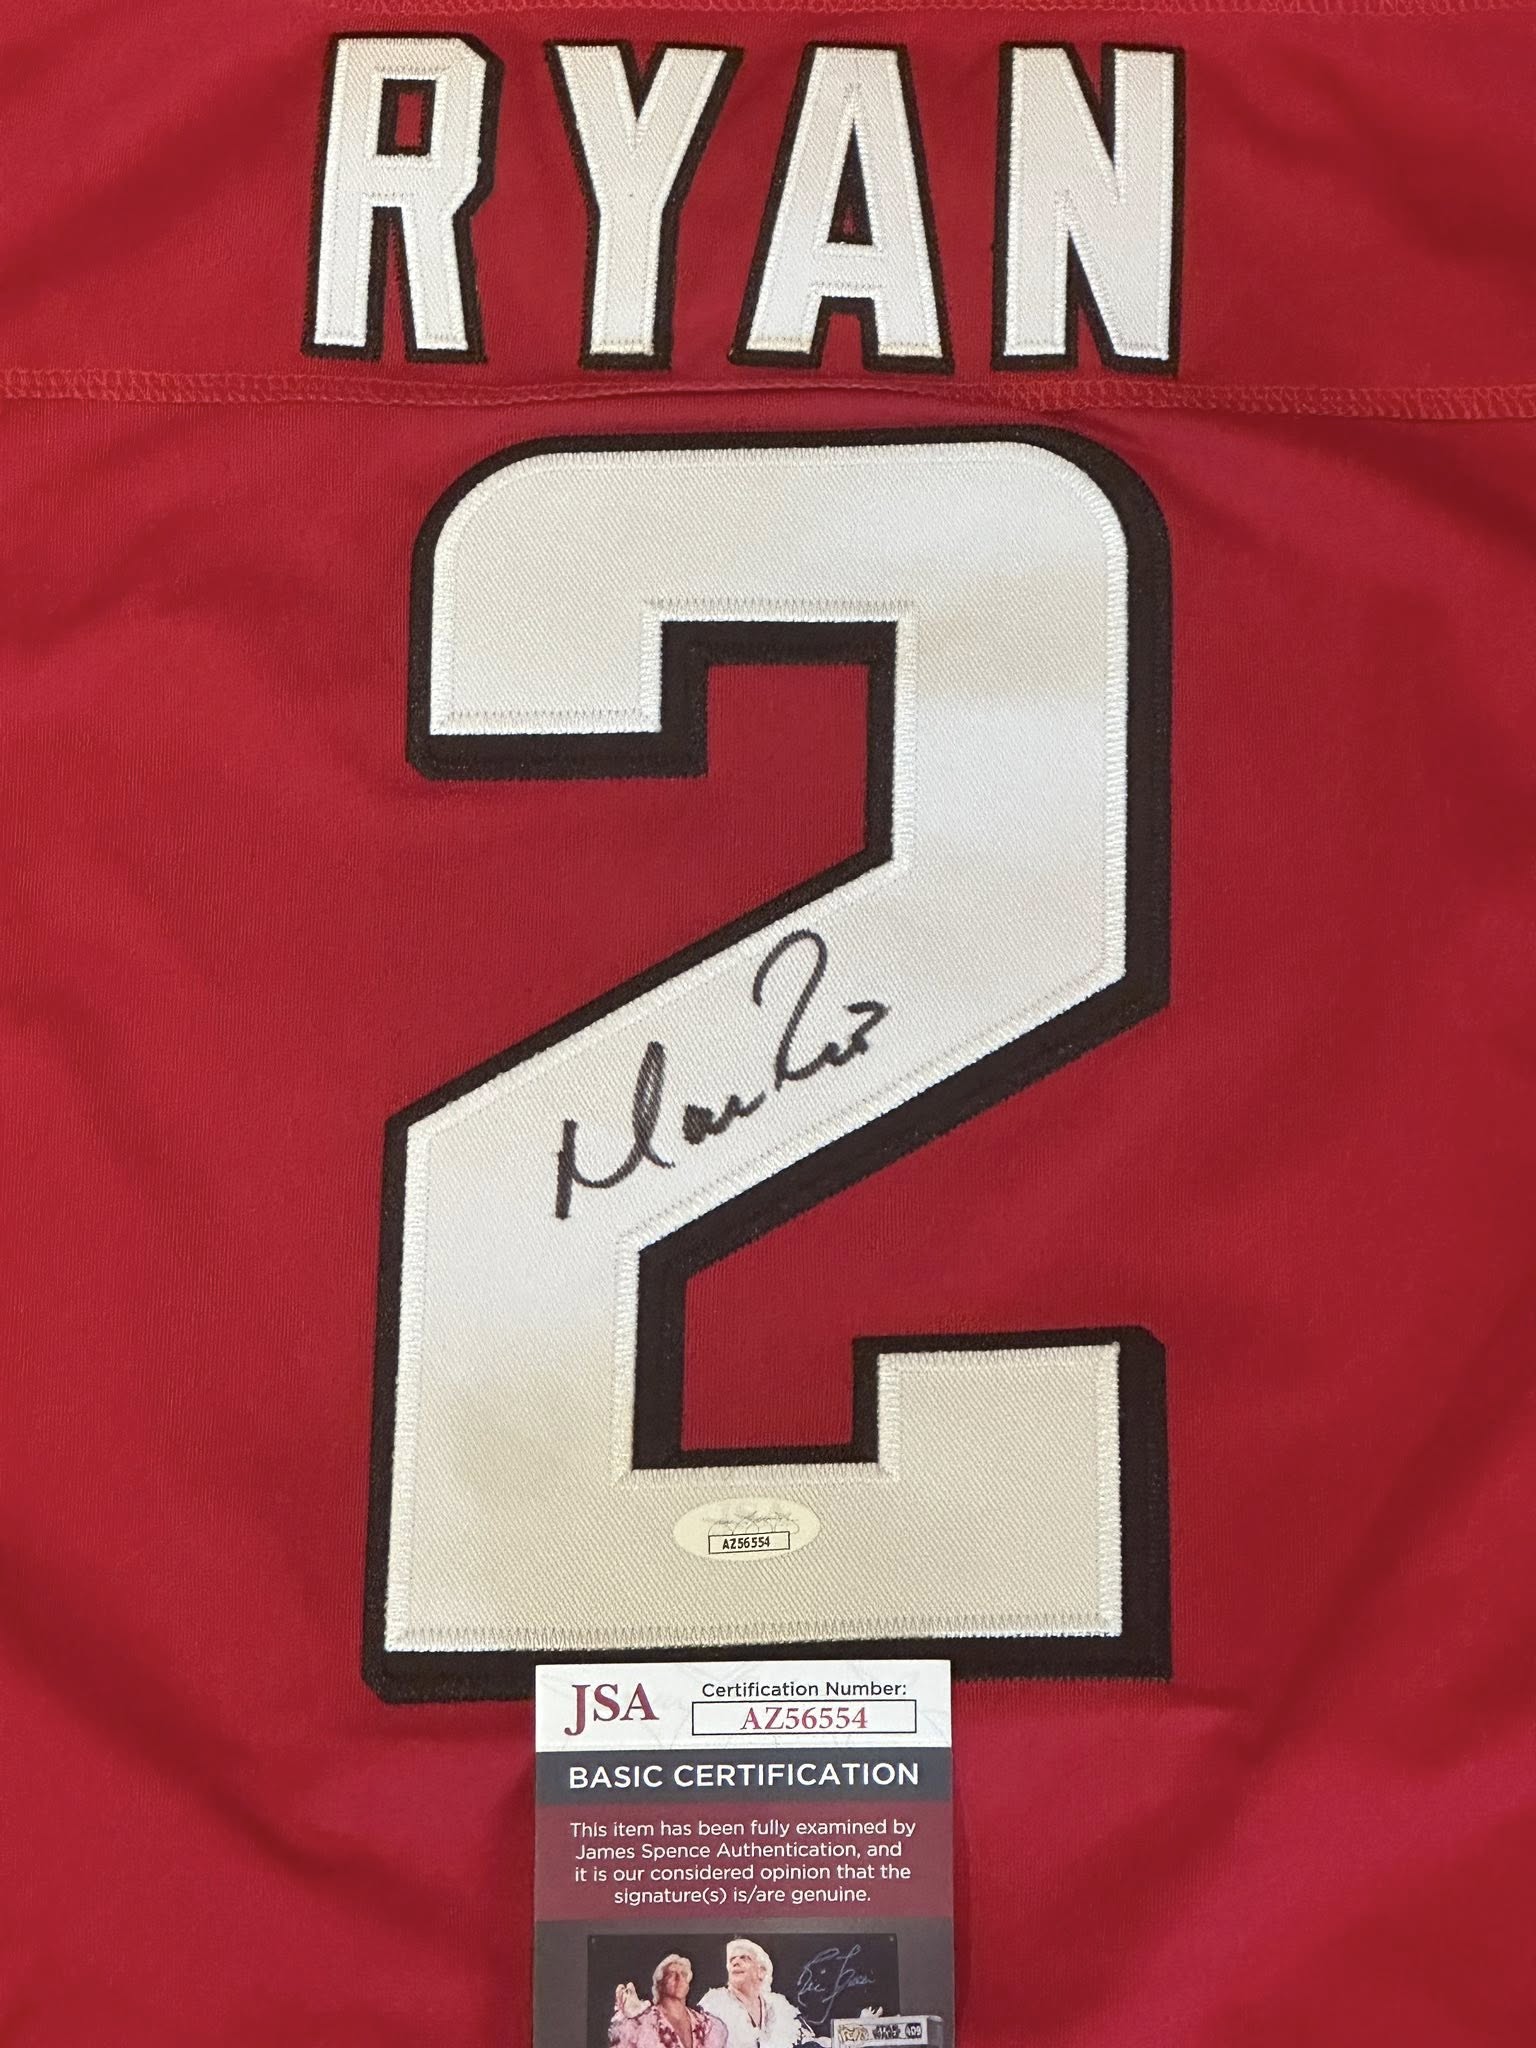 RYAN
2
AZ56554
JSA
Certification Number:
AZ56554
BASIC CERTIFICATION
This item has been fully examined by
James Spence Authentication, and
it is our considered opinion that the
signature(s) is/are genuine.